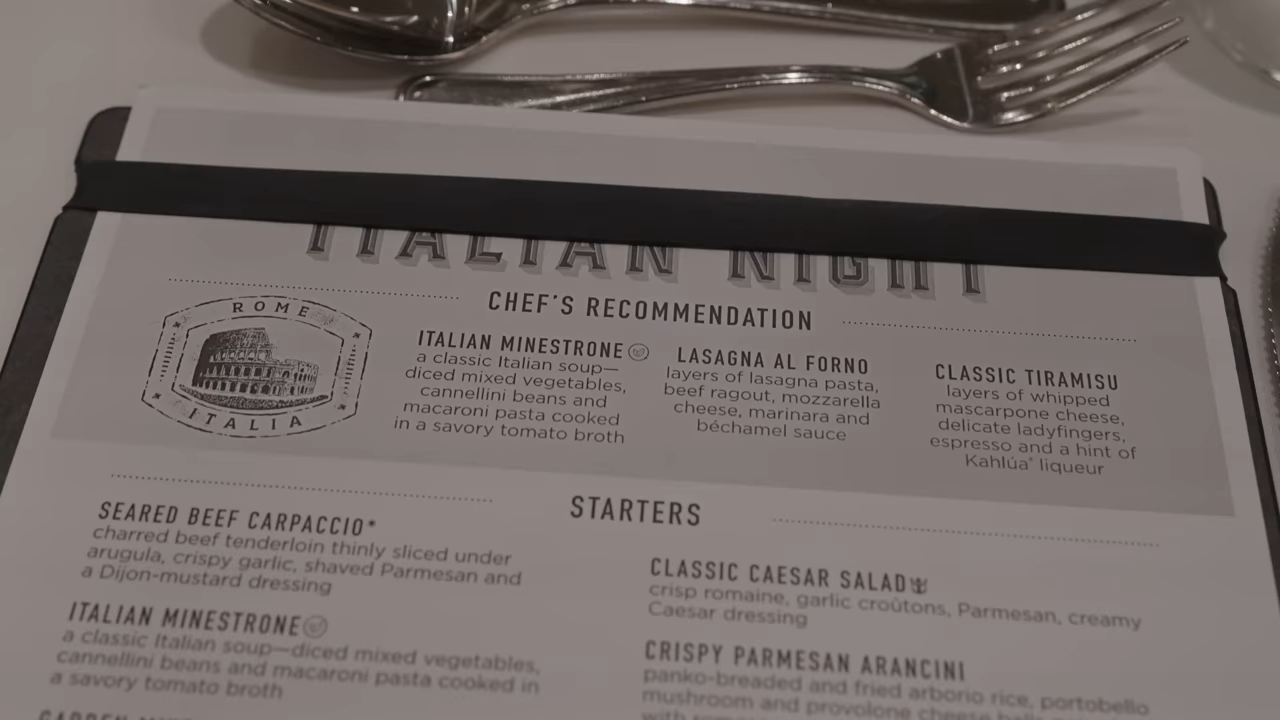 ITALIAN NIGHT
CHEF'S RECOMMENDATION
ROME
ITALIA
ITALIAN MINESTRONE
a classic Italian soup—
diced mixed vegetables,
cannellini beans and
macaroni pasta cooked
in a savory tomato broth
LASAGNA AL FORNO
layers of lasagna pasta,
beef ragout, mozzarella
cheese, marinara and
béchamel sauce
CLASSIC TIRAMISU
layers of whipped
mascarpone cheese,
delicate ladyfingers,
espresso and a hint of
Kahlúa® liqueur
STARTERS
SEARED BEEF CARPACCIO*
charred beef tenderloin thinly sliced under
arugula, crispy garlic, shaved Parmesan and
a Dijon-mustard dressing
ITALIAN MINESTRONE
a classic Italian soup—diced mixed vegetables,
cannellini beans and macaroni pasta cooked in
a savory tomato broth
CLASSIC CAESAR SALAD
crisp romaine, garlic croûtons, Parmesan, creamy
Caesar dressing
CRISPY PARMESAN ARANCINI
panko-breaded and fried arborio rice, portobello
mushroom and provolone cheese balls